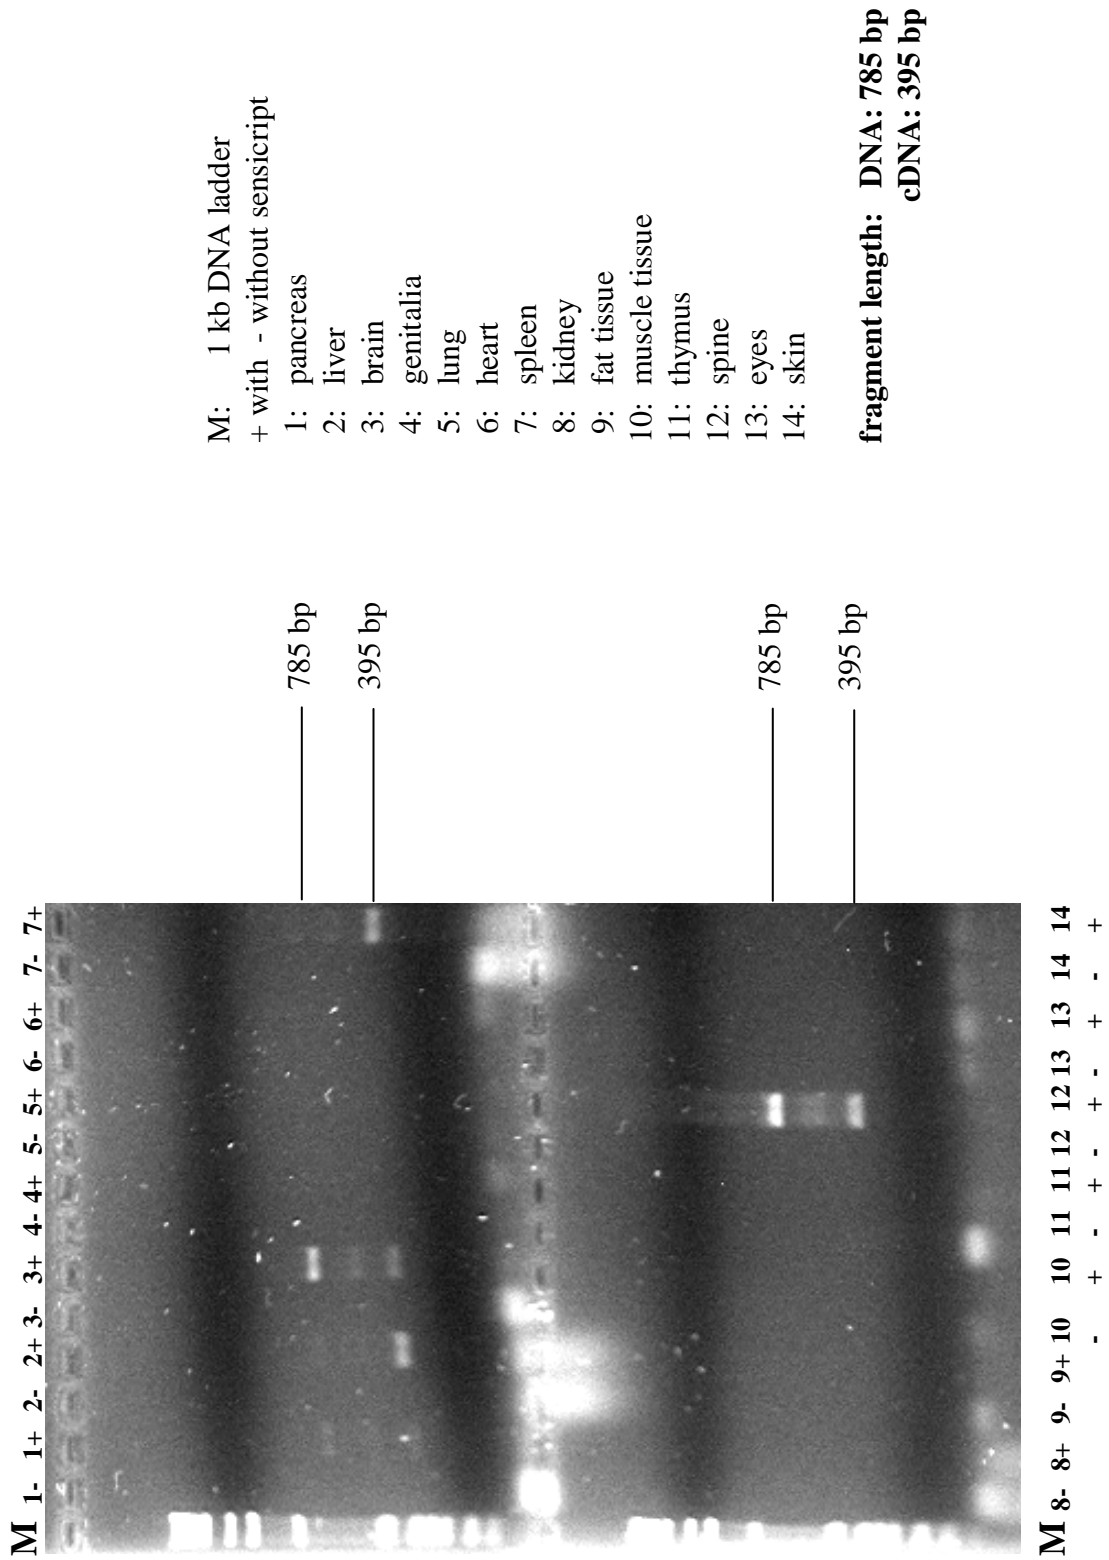 M 1- 1+ 2- 2+ 3- 3+ 4- 4+ 5- 5+ 6- 6+ 7- 7+
785 bp
395 bp
785 bp
395 bp
M 8- 8+ 9- 9+ 10 10 11 11 12 12 13 13 14 14
- + - + - + - + - +
M: 1 kb DNA ladder
+ with - without sensicript
1: pancreas
2: liver
3: brain
4: genitalia
5: lung
6: heart
7: spleen
8: kidney
9: fat tissue
10: muscle tissue
11: thymus
12: spine
13: eyes
14: skin
fragment length: DNA: 785 bp
cDNA: 395 bp